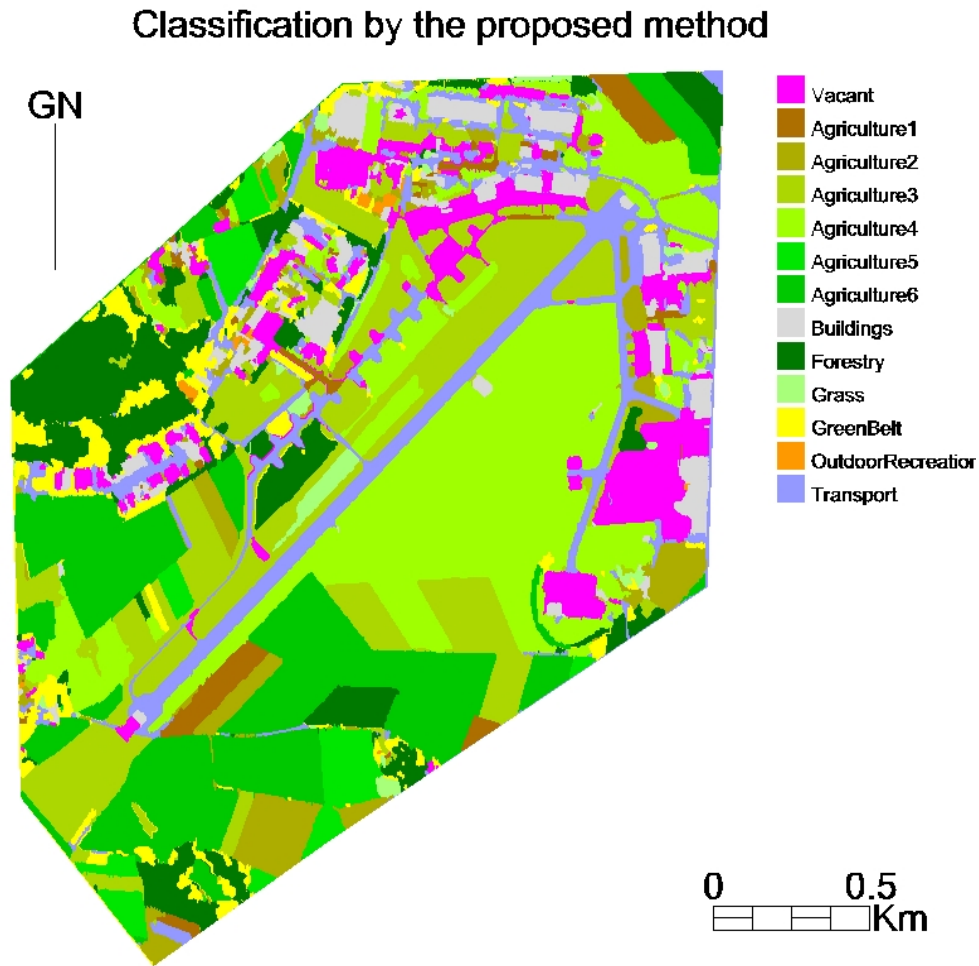 Classification by the proposed method
GN
Vacant
Agriculture1
Agriculture2
Agriculture3
Agriculture4
Agriculture5
Agriculture6
Buildings
Forestry
Grass
GreenBelt
OutdoorRecreation
Transport
0 0.5
Km